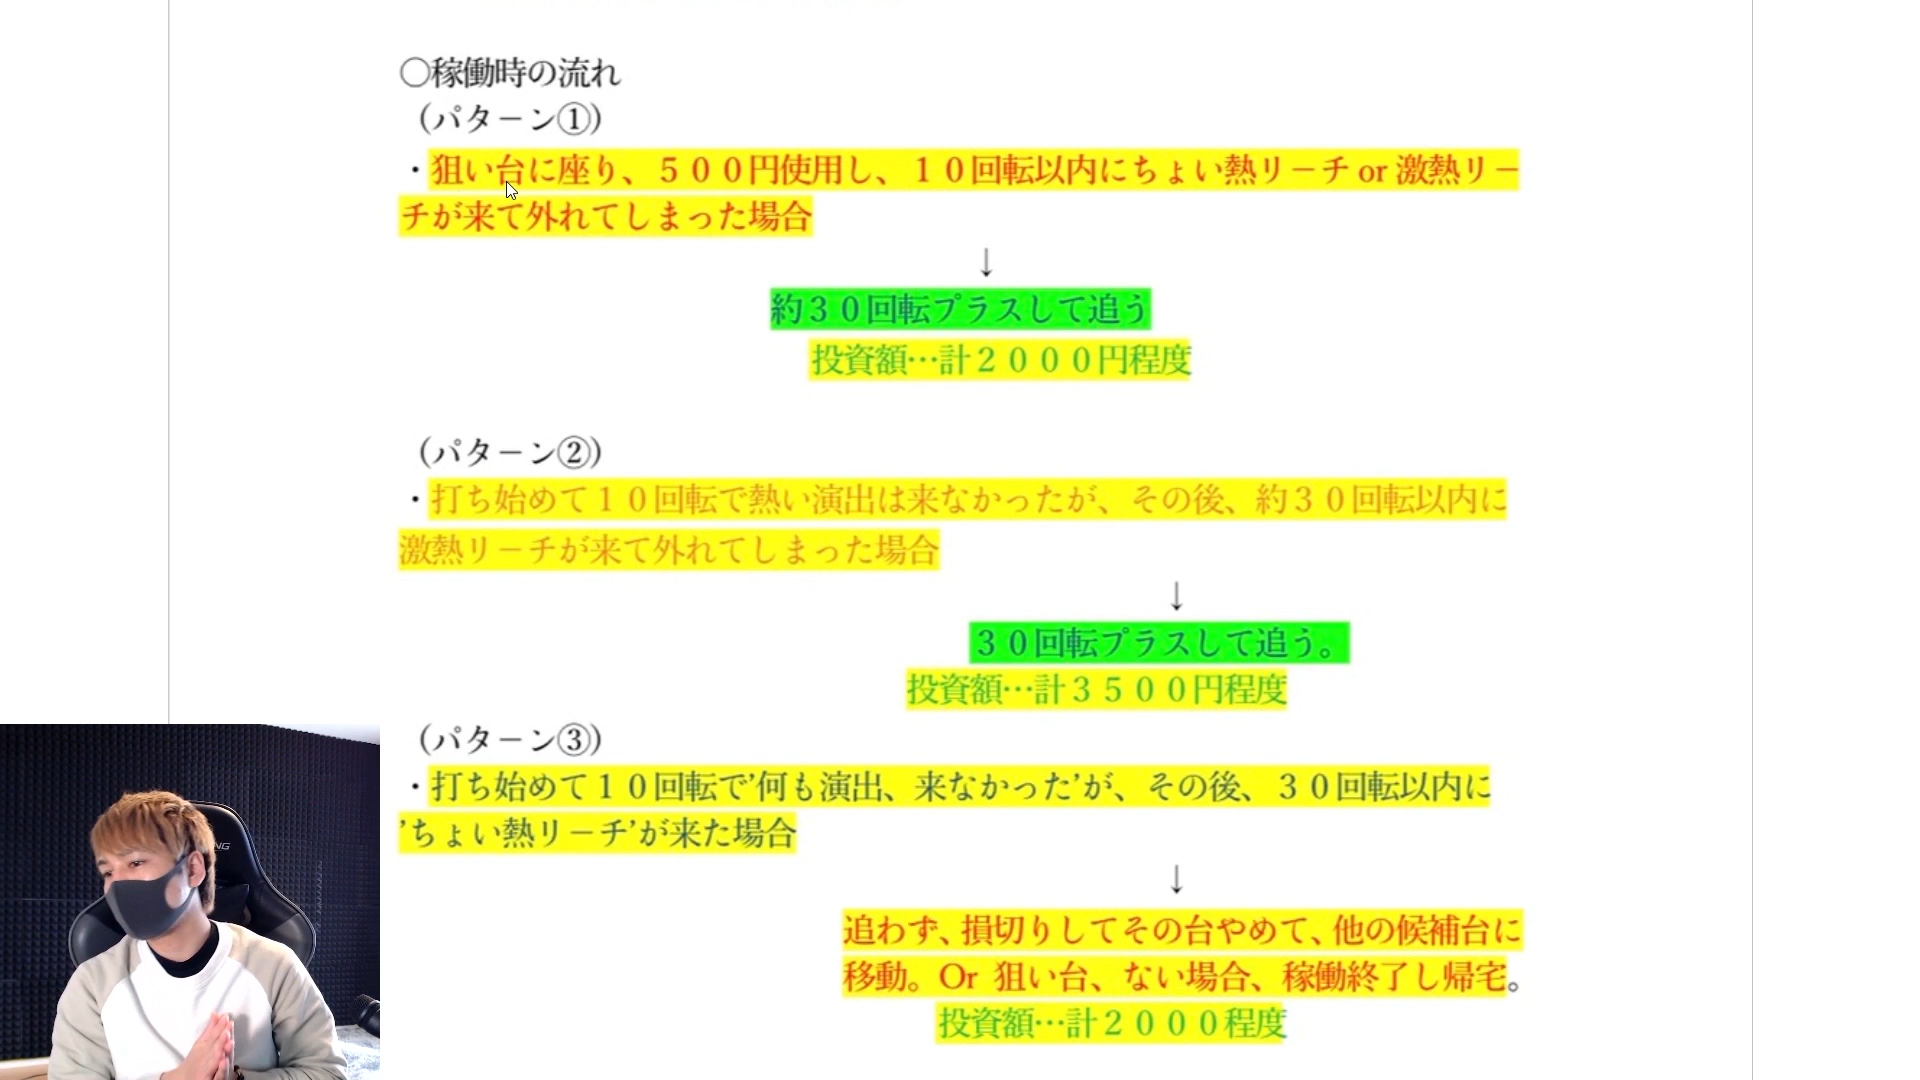 〇稼働時の流れ
（パターン①）
・狙い台に座り、５００円使用し、１０回転以内にちょい熱リーチ or 激熱リー
チが来て外れてしまった場合
↓
約３０回転プラスして追う
投資額…計２０００円程度
（パターン②）
・打ち始めて１０回転で熱い演出は来なかったが、その後、約３０回転以内に
激熱リーチが来て外れてしまった場合
↓
３０回転プラスして追う。
投資額…計３５００円程度
（パターン③）
・打ち始めて１０回転で’何も演出、来なかった’が、その後、３０回転以内に
’ちょい熱リーチ’が来た場合
↓
追わず、損切りしてその台やめて、他の候補台に
移動。Or 狙い台、ない場合、稼働終了し帰宅。
投資額…計２０００程度
NG